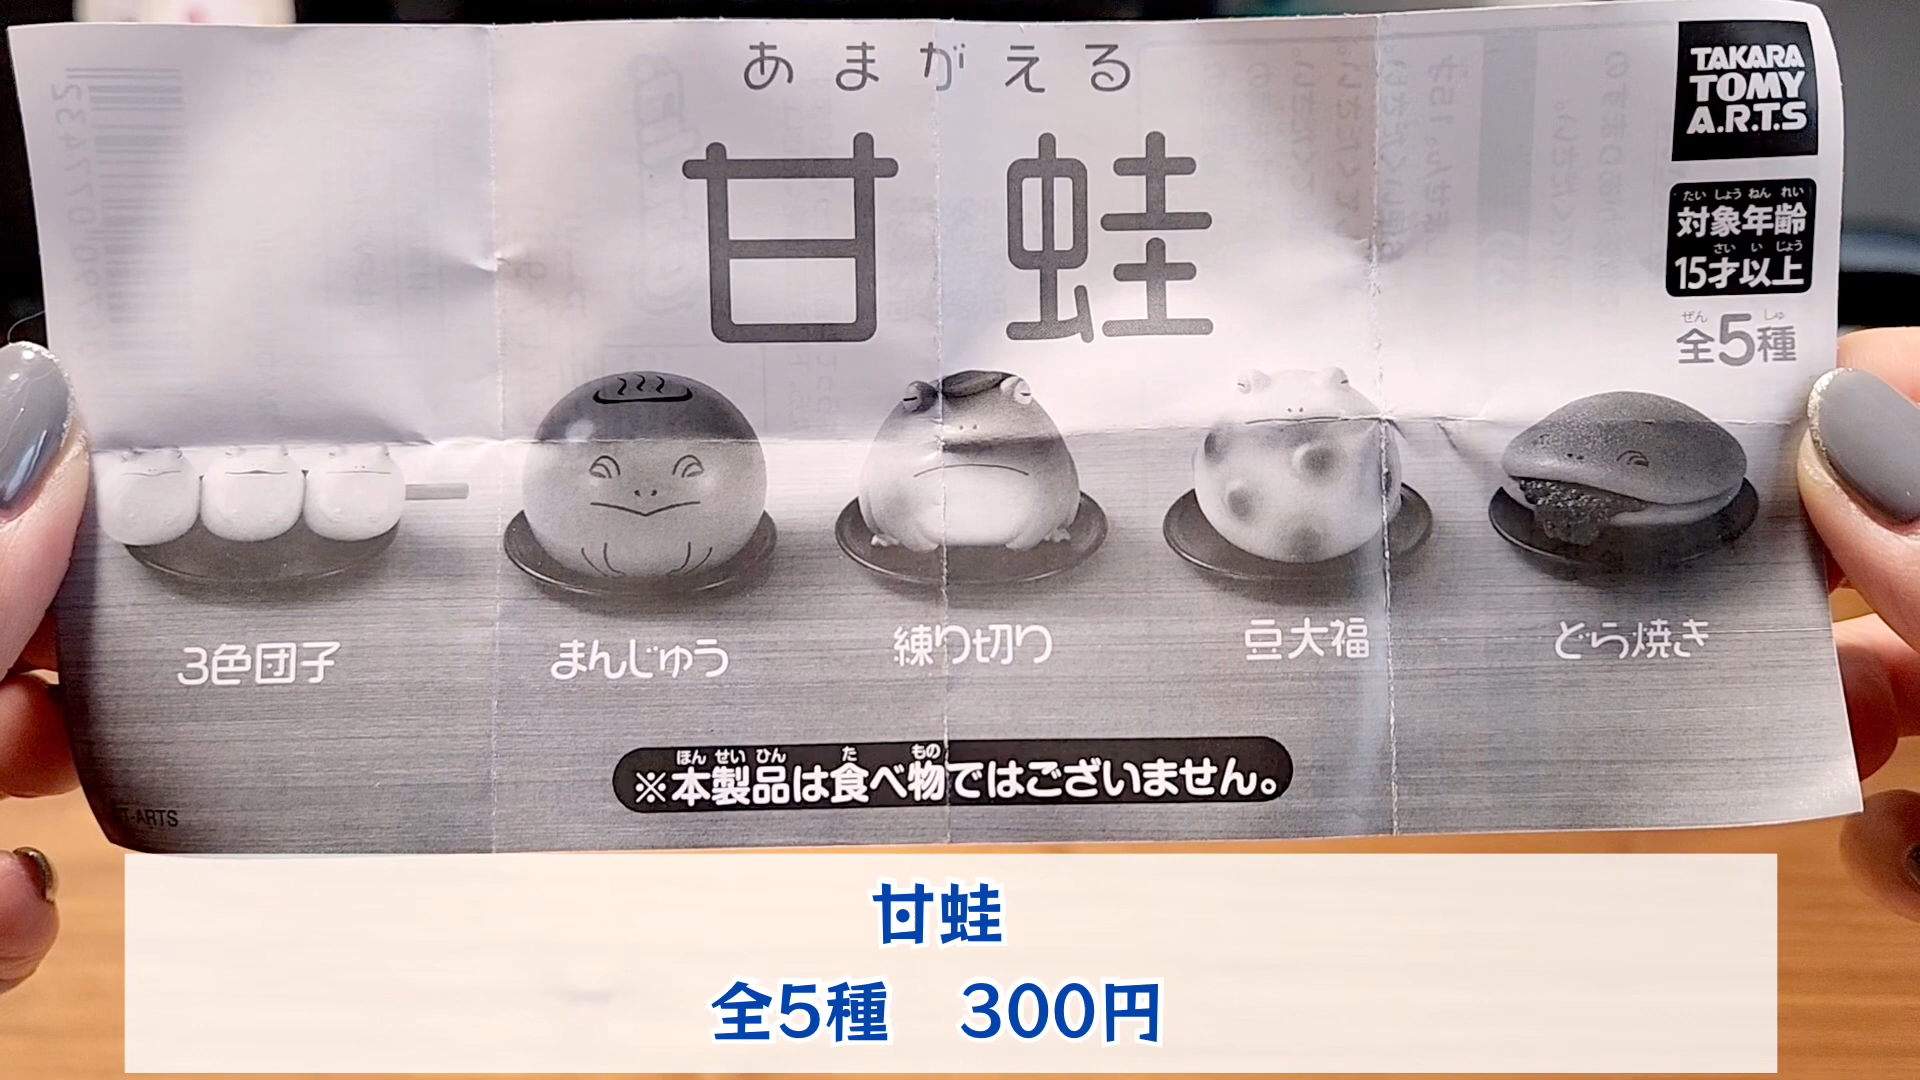 あまがえる
甘蛙
TAKARA
TOMY
A.R.T.S
たいしょうねんれい
対象年齢
さいいじょう
15才以上
ぜんしゅ
全5種
3色団子
まんじゅう
練り切り
豆大福
どら焼き
ほんせいひんたもの
※本製品は食べ物ではございません。
T-ARTS
甘蛙
全5種 300円